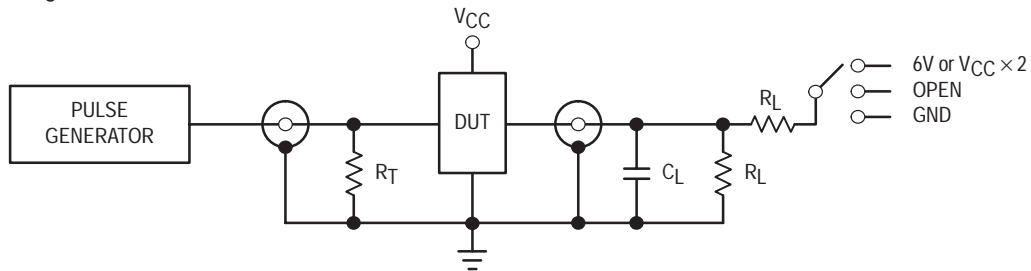 VCC
PULSE
GENERATOR
DUT
RT
CL
RL
RL
6V or VCC × 2
OPEN
GND